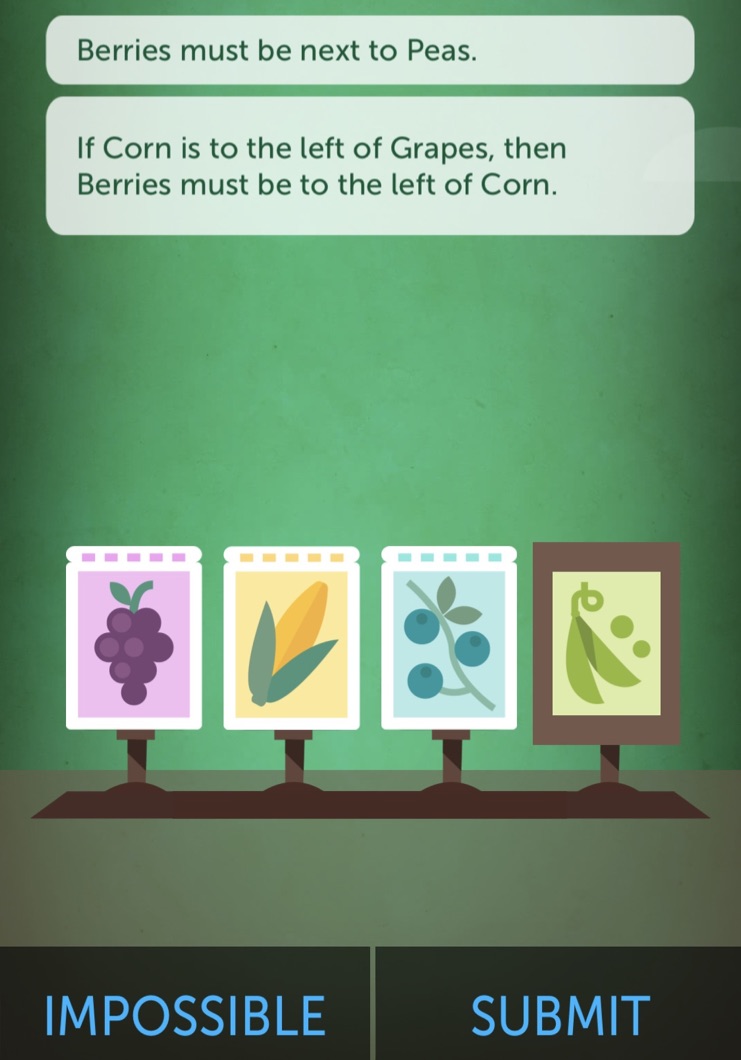 Berries must be next to Peas.
If Corn is to the left of Grapes, then
Berries must be to the left of Corn.
IMPOSSIBLE
SUBMIT